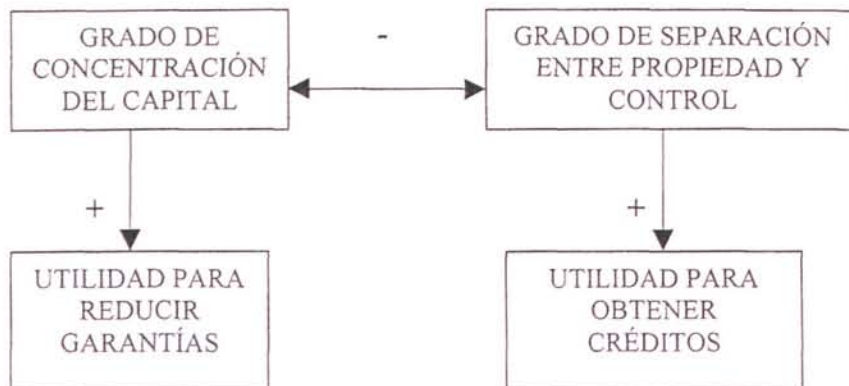 GRADO DE
CONCENTRACIÓN
DEL CAPITAL
-
GRADO DE SEPARACIÓN
ENTRE PROPIEDAD Y
CONTROL
+
+
UTILIDAD PARA
REDUCIR
GARANTÍAS
UTILIDAD PARA
OBTENER
CRÉDITOS